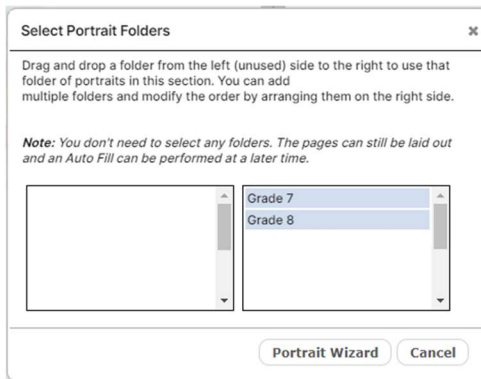 Select Portrait Folders
Drag and drop a folder from the left (unused) side to the right to use that
folder of portraits in this section. You can add
multiple folders and modify the order by arranging them on the right side.
Note: You don't need to select any folders. The pages can still be laid out
and an Auto Fill can be performed at a later time.
Grade 7
Grade 8
Portrait Wizard
Cancel